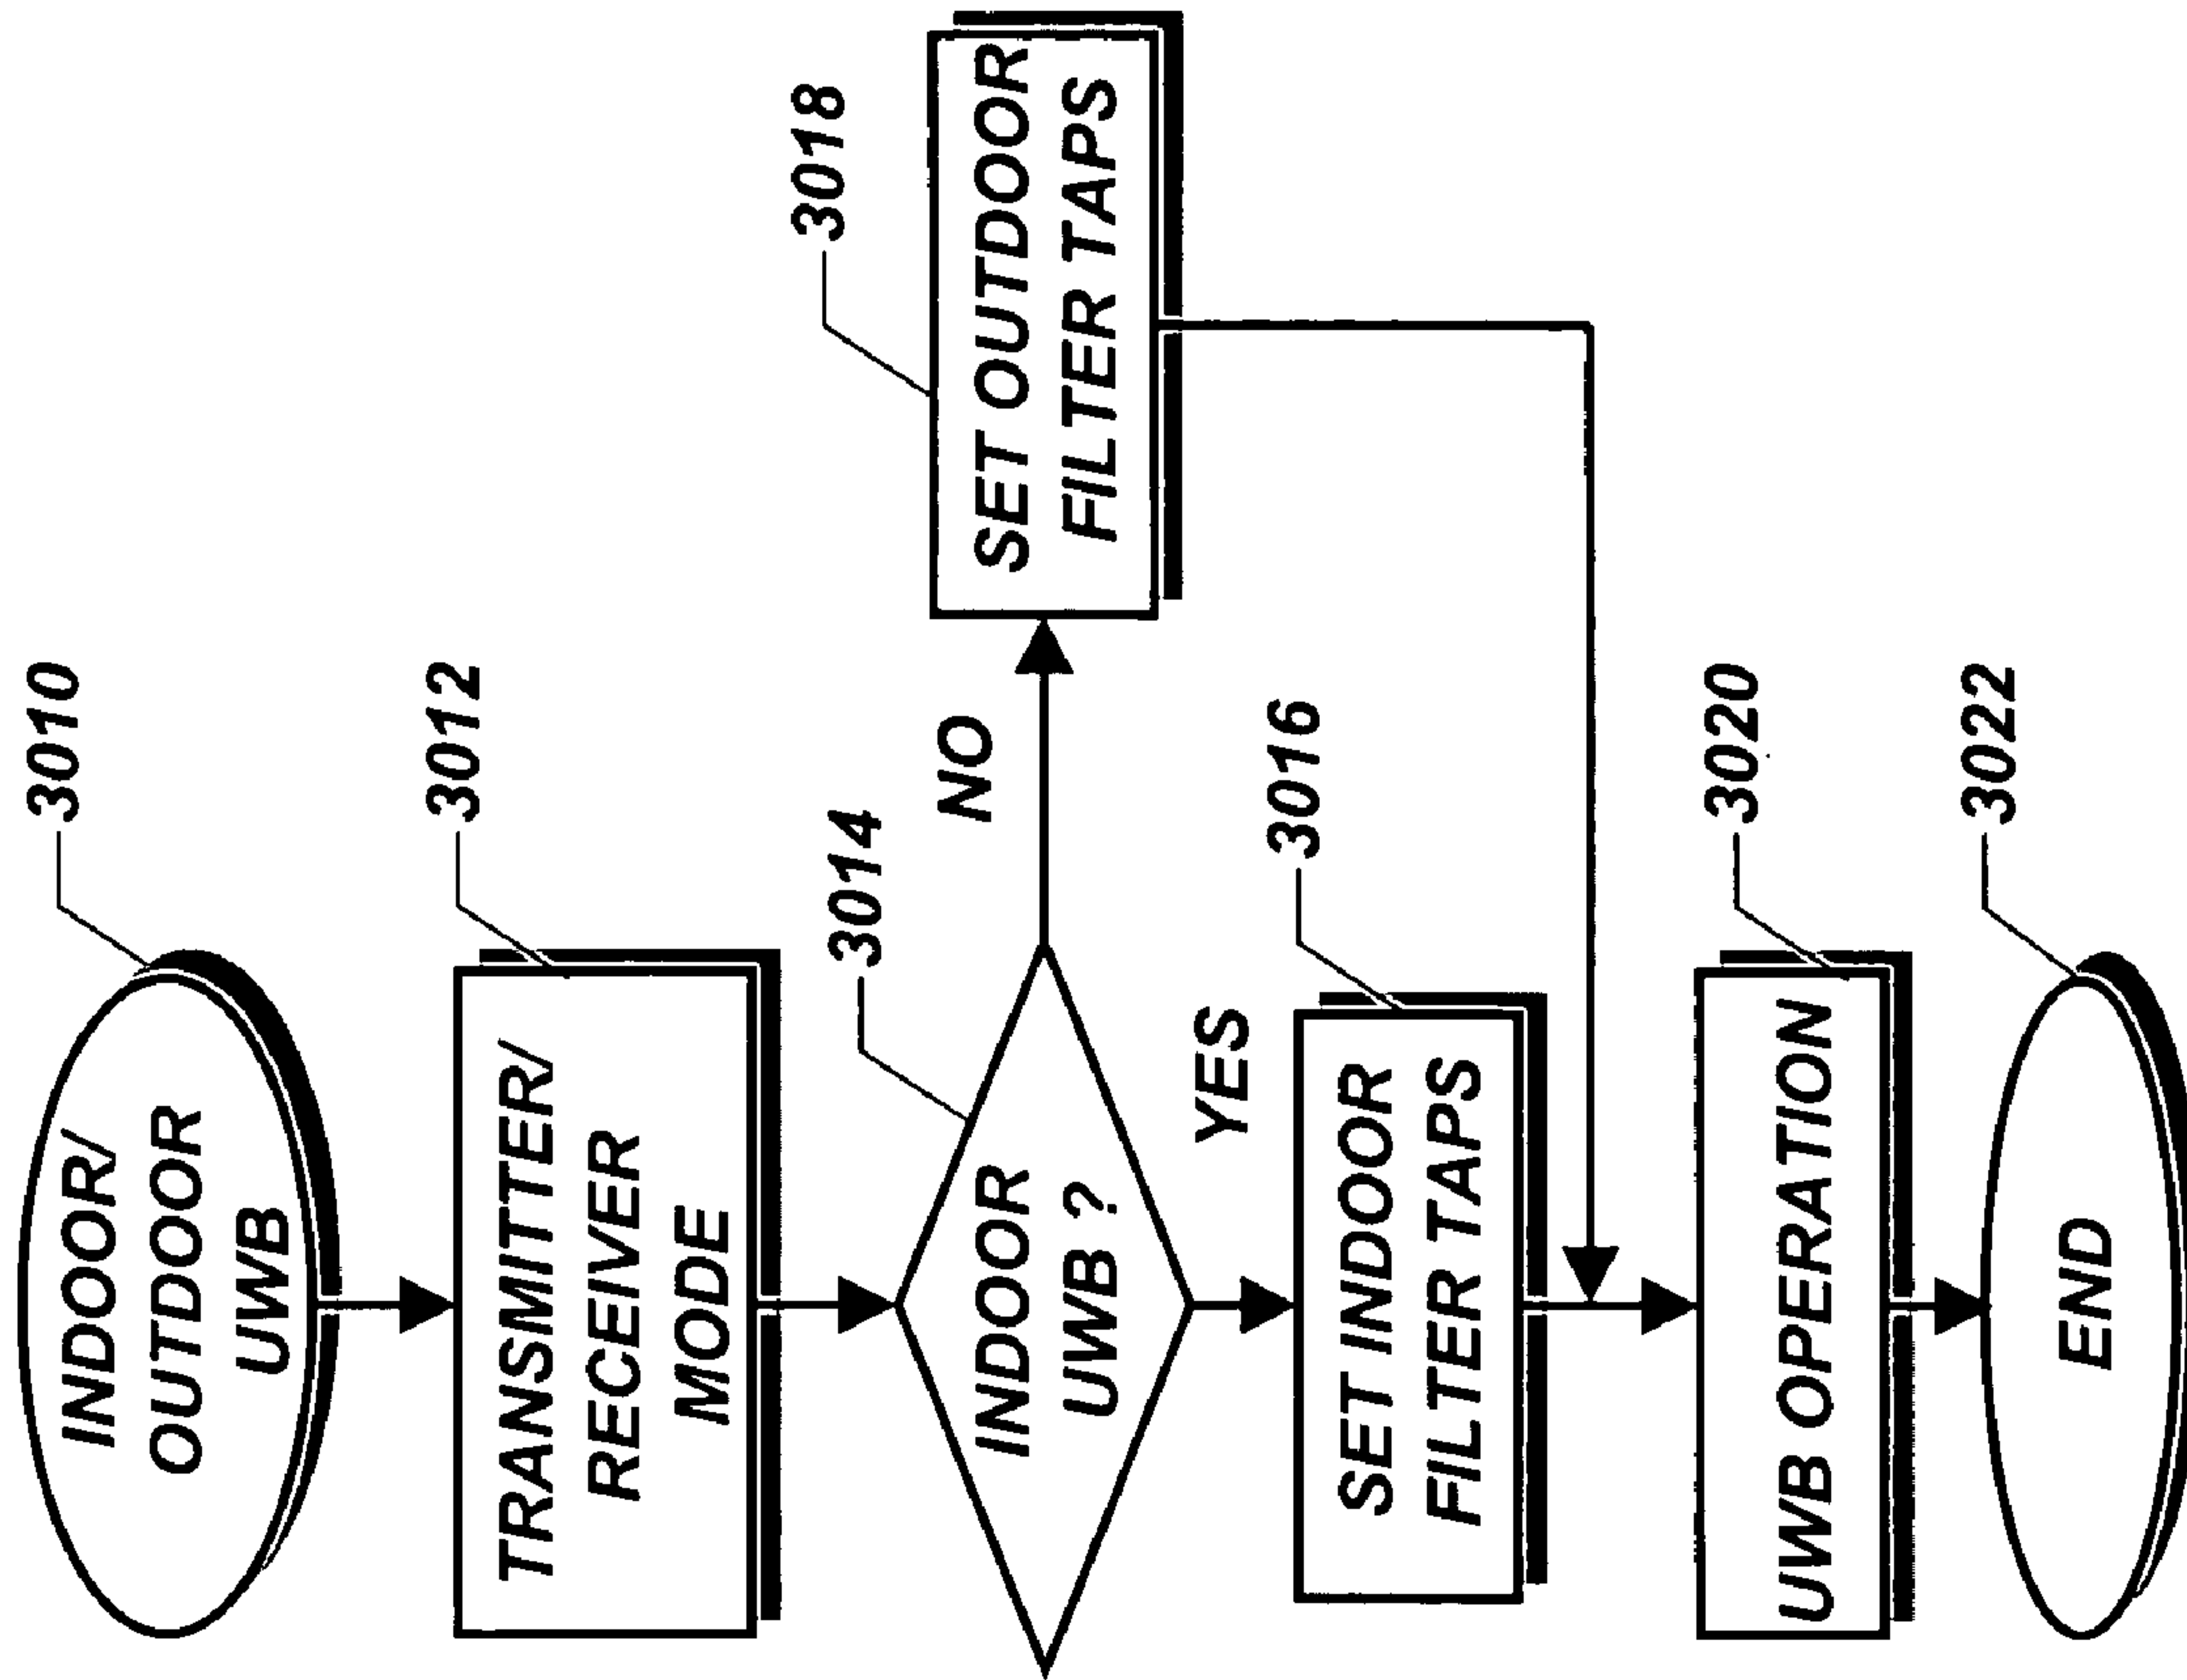 3010
INDOOR/
OUTDOOR
UWB
3012
TRANSMITTER/
RECEIVER
MODE
3014
INDOOR
UWB ?
NO
3018
SET OUTDOOR
FILTER TAPS
YES
3016
SET INDOOR
FILTER TAPS
3020
UWB OPERATION
3022
END